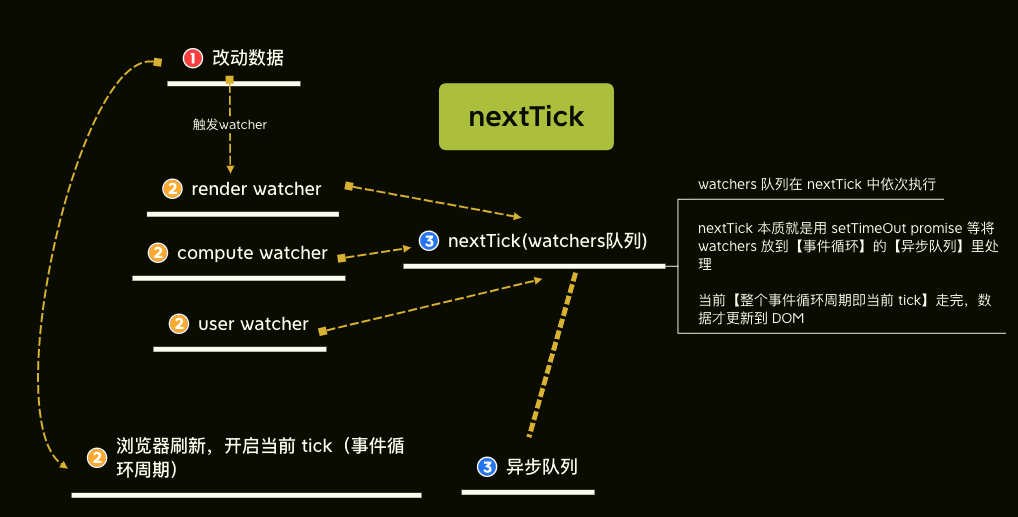 1 改动数据
nextTick
触发watcher
2 render watcher
2 compute watcher
2 user watcher
3 nextTick(watchers队列)
watchers 队列在 nextTick 中依次执行
nextTick 本质就是用 setTimeOut promise 等将
watchers 放到【事件循环】的【异步队列】里处
理
当前【整个事件循环周期即当前 tick】走完，数
据才更新到 DOM
2 浏览器刷新，开启当前 tick（事件循
环周期）
3 异步队列